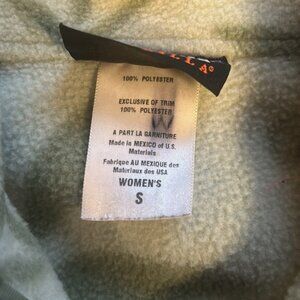 100% POLYESTER
EXCLUSIVE OF TRIM
100% POLYESTER
A PART LA GARNITURE
Made in MEXICO of U.S.
Materials
Fabrique AU MEXIQUE des
Materiaux des USA
WOMEN'S
S